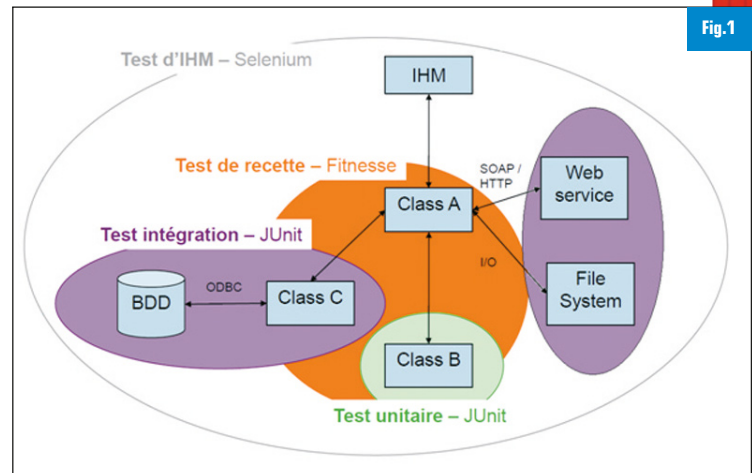 Fig.1
Test d'IHM – Selenium
IHM
Test de recette – Fitnesse
SOAP /
HTTP
Web
service
Class A
Test intégration – JUnit
I/O
BDD
ODBC
Class C
File
System
Class B
Test unitaire – JUnit